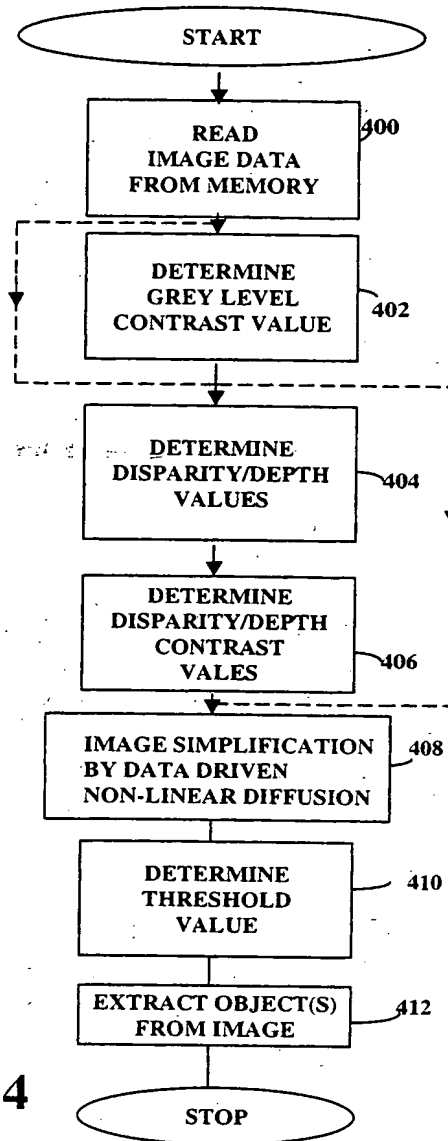 START
READ
IMAGE DATA
FROM MEMORY
400
DETERMINE
GREY LEVEL
CONTRAST VALUE
402
DETERMINE
DISPARITY/DEPTH
VALUES
404
DETERMINE
DISPARITY/DEPTH
CONTRAST
VALES
406
IMAGE SIMPLIFICATION
BY DATA DRIVEN
NON-LINEAR DIFFUSION
408
DETERMINE
THRESHOLD
VALUE
410
EXTRACT OBJECT(S)
FROM IMAGE
412
4
STOP